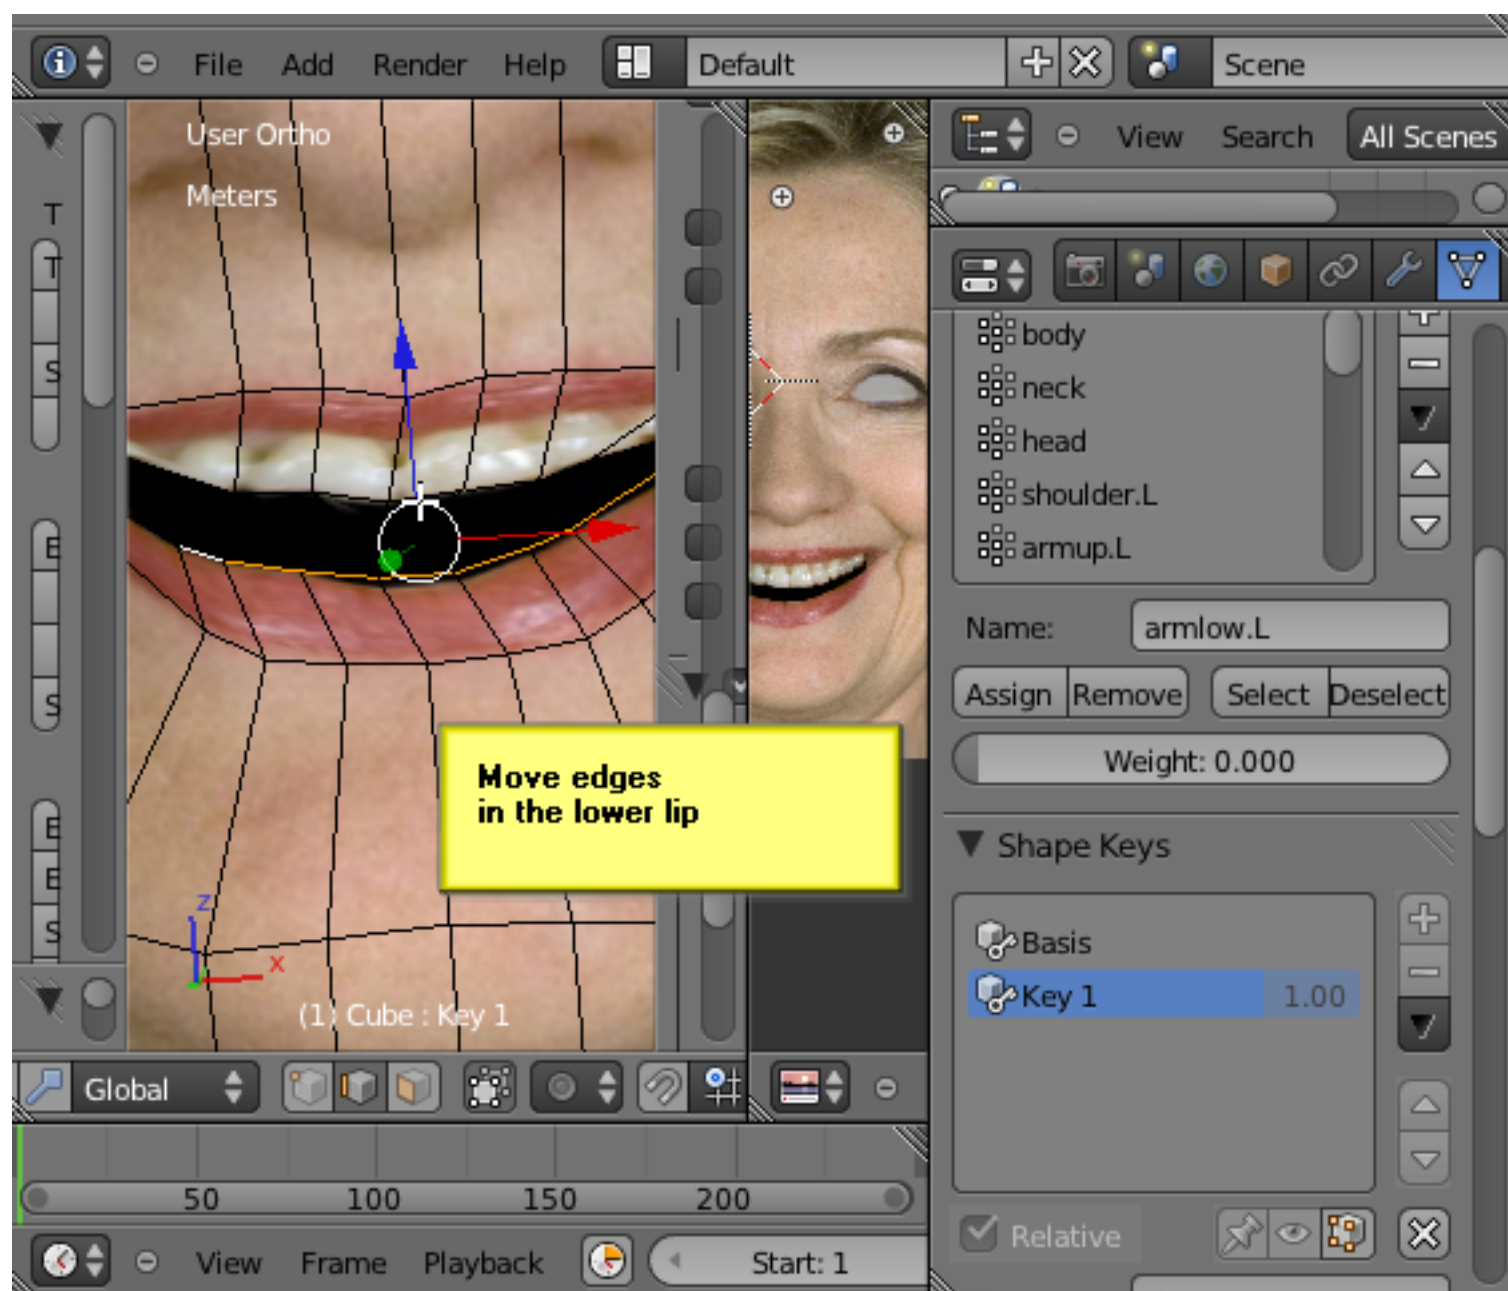 File Add Render Help Default Scene
User Ortho
Meters
View Search All Scenes
T
T
S
E
S
E
E
S
body
neck
head
shoulder.L
armup.L
Name: armlow.L
Assign Remove Select Deselect
Weight: 0.000
Move edges
in the lower lip
Shape Keys
Basis
Key 1 1.00
z
x
(1) Cube : Key 1
Global
50 100 150 200
Relative
View Frame Playback Start: 1